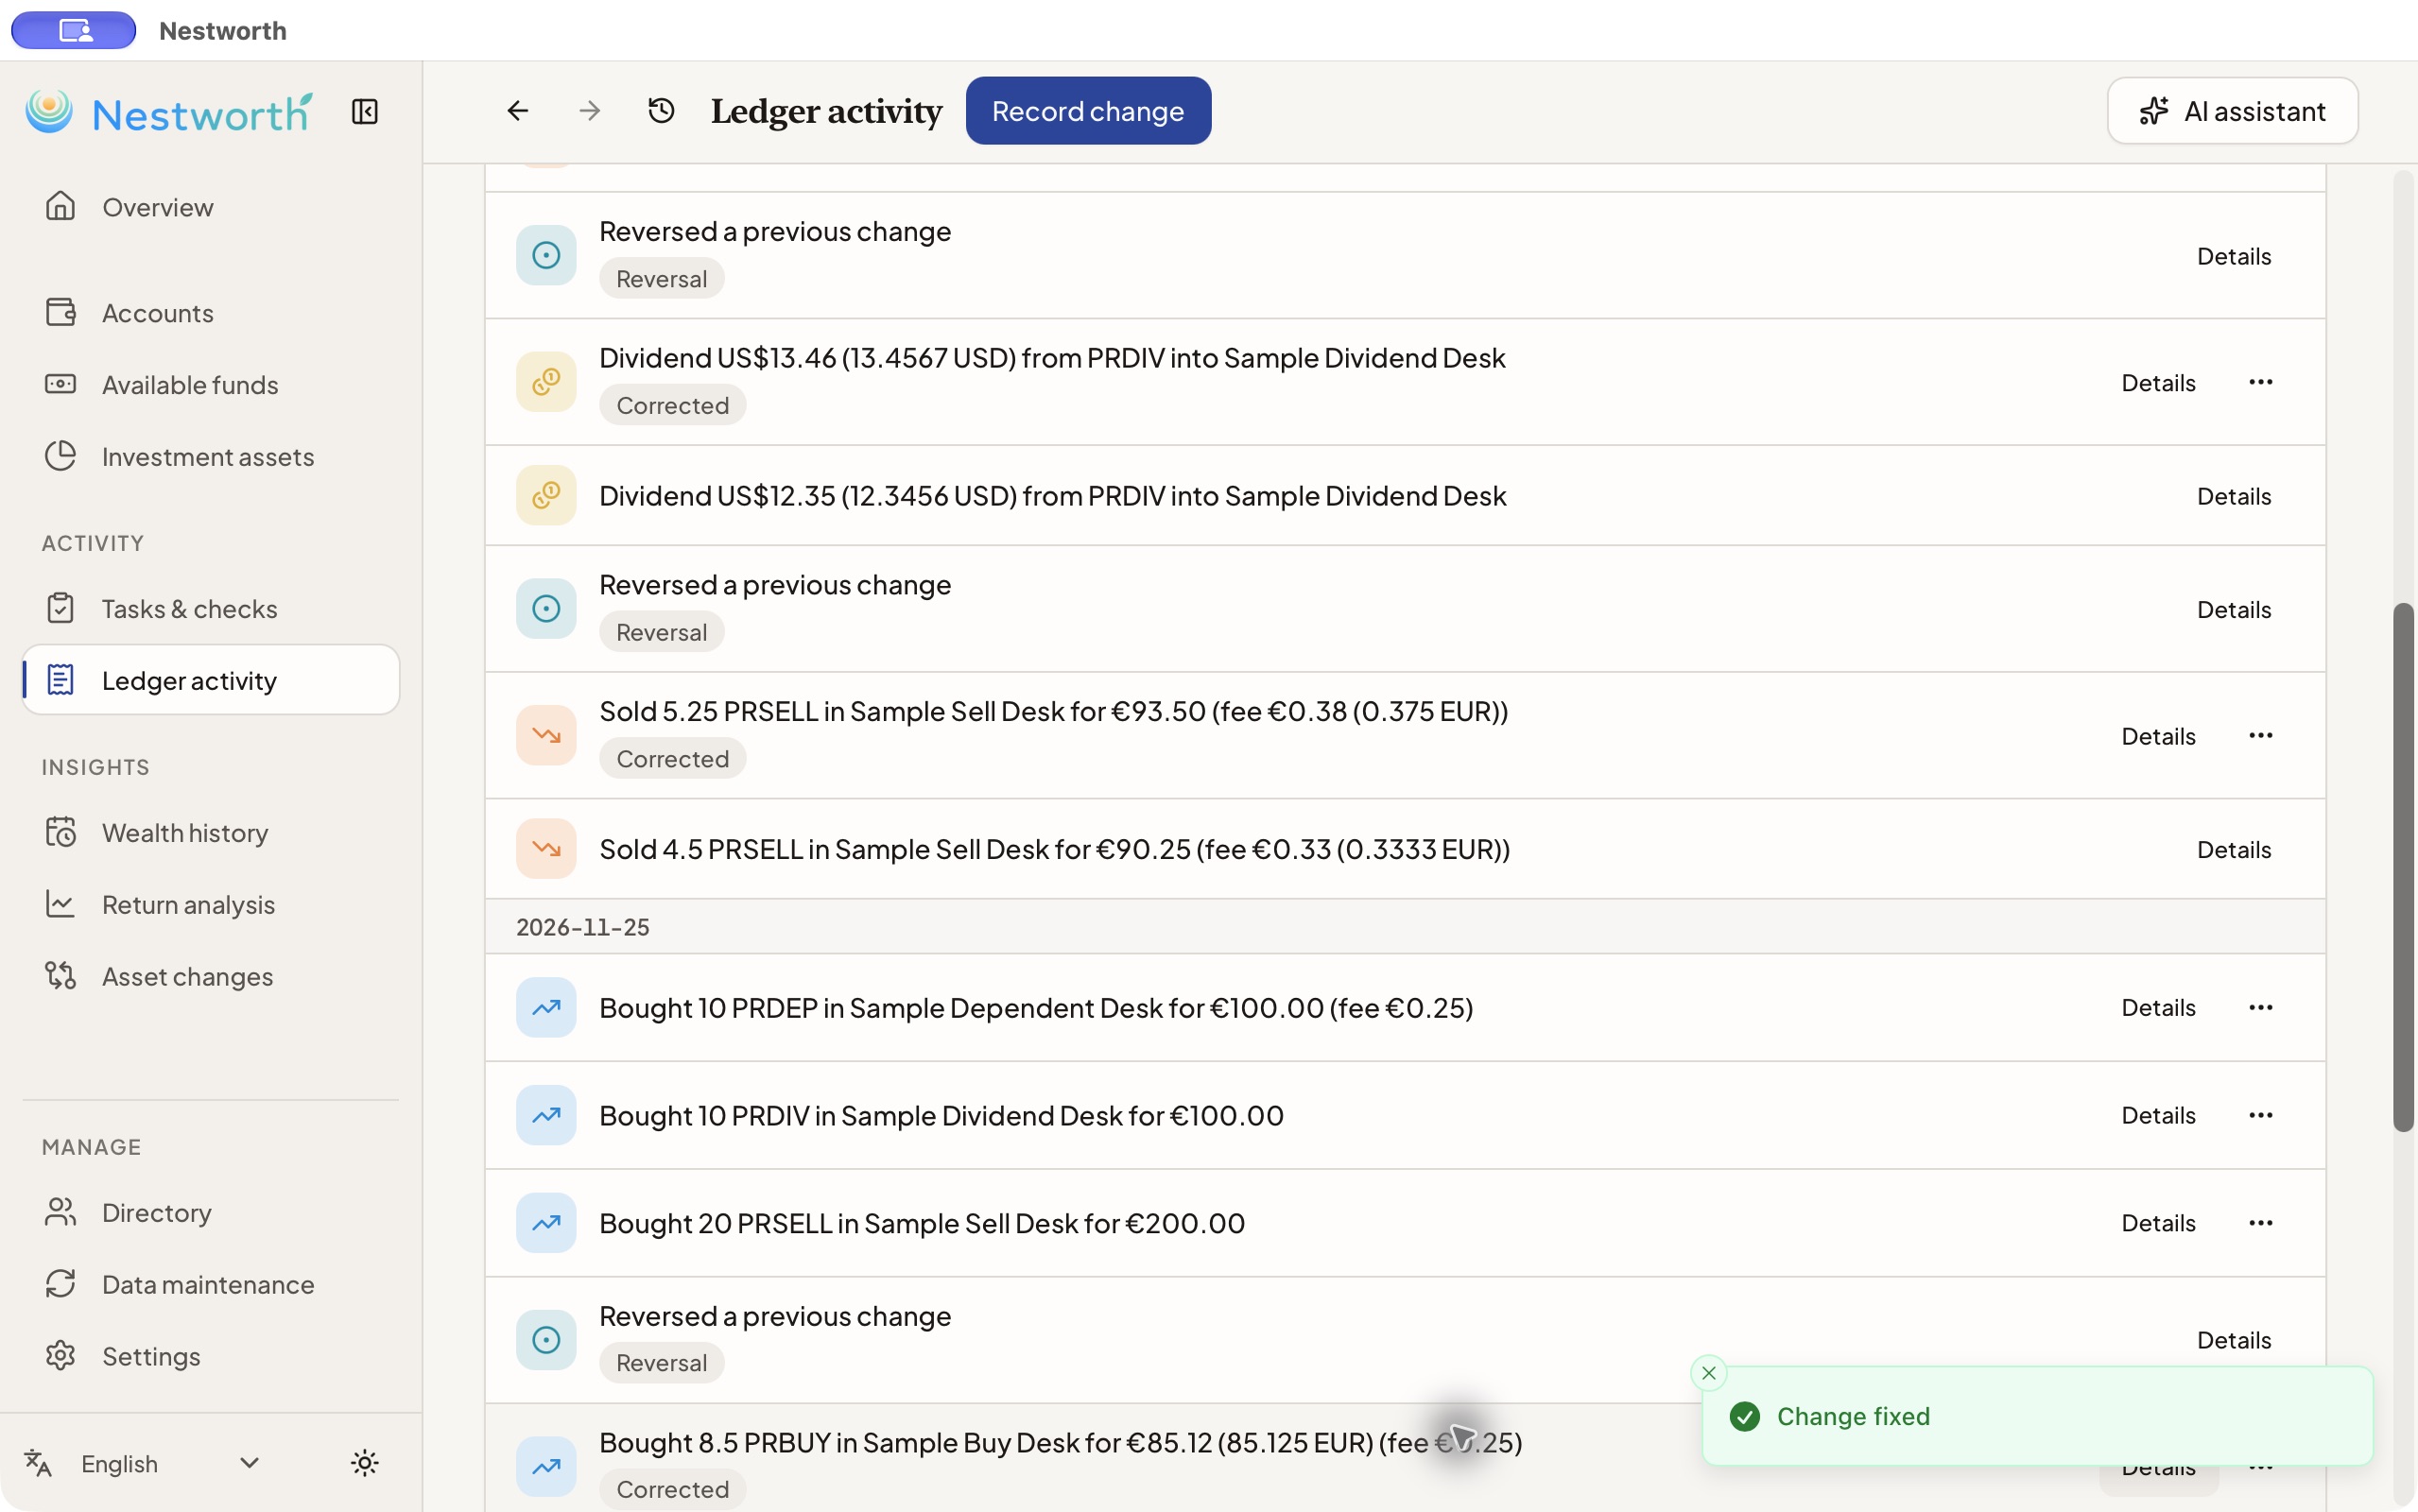 Nestworth
Nestworth
Ledger activity
Record change
AI assistant
Overview
Accounts
Available funds
Investment assets
ACTIVITY
Tasks & checks
Ledger activity
INSIGHTS
Wealth history
Return analysis
Asset changes
MANAGE
Directory
Data maintenance
Settings
English
Reversed a previous change
Reversal
Details
Dividend US$13.46 (13.4567 USD) from PRDIV into Sample Dividend Desk
Corrected
Details
Dividend US$12.35 (12.3456 USD) from PRDIV into Sample Dividend Desk
Details
Reversed a previous change
Reversal
Details
Sold 5.25 PRSELL in Sample Sell Desk for €93.50 (fee €0.38 (0.375 EUR))
Corrected
Details
Sold 4.5 PRSELL in Sample Sell Desk for €90.25 (fee €0.33 (0.3333 EUR))
Details
2026-11-25
Bought 10 PRDEP in Sample Dependent Desk for €100.00 (fee €0.25)
Details
Bought 10 PRDIV in Sample Dividend Desk for €100.00
Details
Bought 20 PRSELL in Sample Sell Desk for €200.00
Details
Reversed a previous change
Reversal
Details
Bought 8.5 PRBUY in Sample Buy Desk for €85.12 (85.125 EUR) (fee €0.25)
Corrected
Details
Change fixed